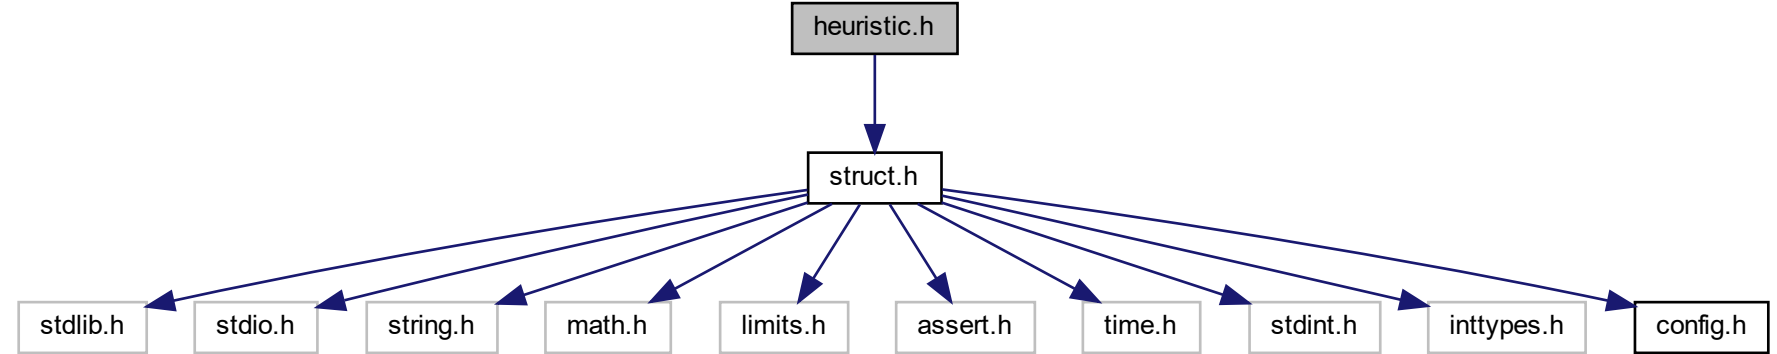 heuristic.h
struct.h
stdlib.h
stdio.h
string.h
math.h
limits.h
assert.h
time.h
stdint.h
inttypes.h
config.h